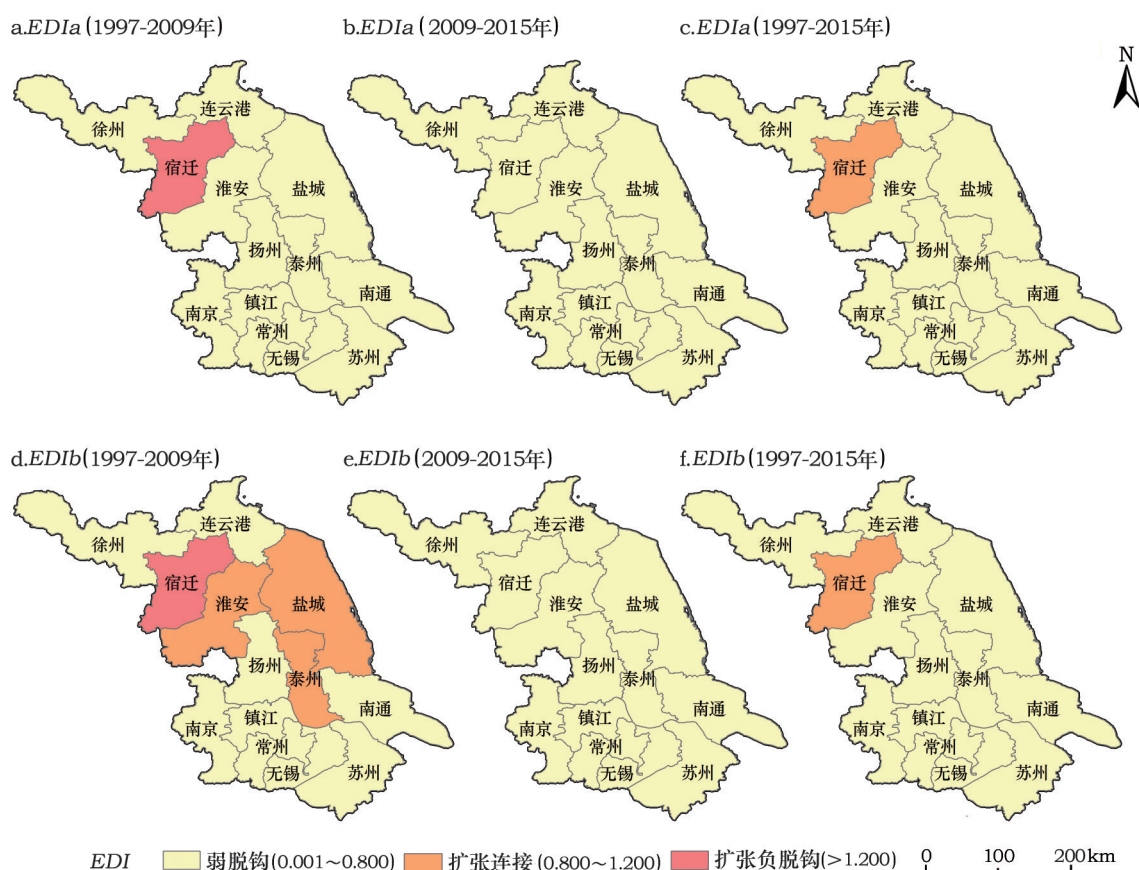 a.EDIa(1997-2009年)
b.EDIa(2009-2015年)
c.EDIa(1997-2015年)
N
连云港
徐州
宿迁
淮安
盐城
扬州
泰州
南京
镇江
南通
常州
无锡
苏州
连云港
徐州
宿迁
淮安
盐城
扬州
泰州
南京
镇江
南通
常州
无锡
苏州
连云港
徐州
宿迁
淮安
盐城
扬州
泰州
南京
镇江
南通
常州
无锡
苏州
d.EDIb(1997-2009年)
e.EDIb(2009-2015年)
f.EDIb(1997-2015年)
连云港
徐州
宿迁
淮安
盐城
扬州
泰州
南京
镇江
南通
常州
无锡
苏州
连云港
徐州
宿迁
淮安
盐城
扬州
泰州
南京
镇江
南通
常州
无锡
苏州
连云港
徐州
宿迁
淮安
盐城
扬州
泰州
南京
镇江
南通
常州
无锡
苏州
EDI 弱脱钩(0.001～0.800) 扩张连接(0.800～1.200) 扩张负脱钩(>1.200) 0 100 200km